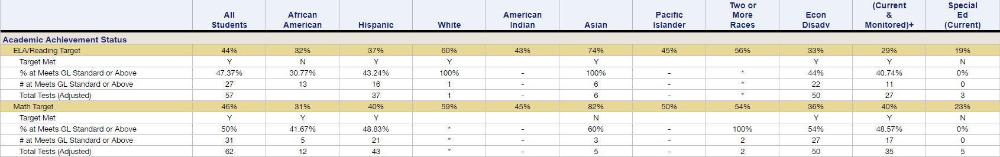 All Students African American Hispanic White American Indian Asian Pacific Islander Two or More Races Econ Disadv (Current & Monitored)+ Special Ed (Current)
Academic Achievement Status
ELA/Reading Target 44% 32% 37% 60% 43% 74% 45% 56% 33% 29% 19%
Target Met Y N Y Y Y Y Y N
% at Meets GL Standard or Above 47.37% 30.77% 43.24% 100% - 100% - * 44% 40.74% 0%
# at Meets GL Standard or Above 27 13 16 1 - 6 - * 22 11 0
Total Tests (Adjusted) 57 37 1 - 6 - * 50 27 3
Math Target 46% 31% 40% 59% 45% 82% 50% 54% 36% 40% 23%
Target Met Y Y Y N Y Y N
% at Meets GL Standard or Above 50% 41.67% 48.83% * - 60% - 100% 54% 48.57% 0%
# at Meets GL Standard or Above 31 5 21 * - 3 - 2 27 17 0
Total Tests (Adjusted) 62 12 43 * - 5 - 2 50 35 5